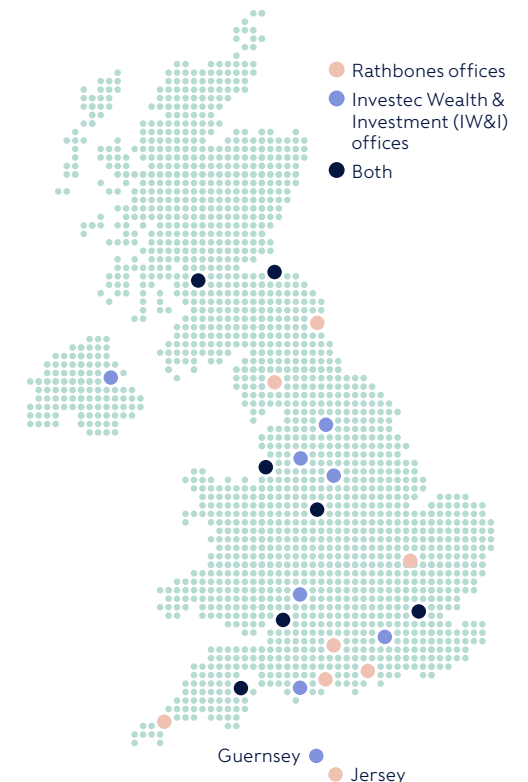 Rathbones offices
Investec Wealth &
Investment (IW&I)
offices
Both
Guernsey
Jersey